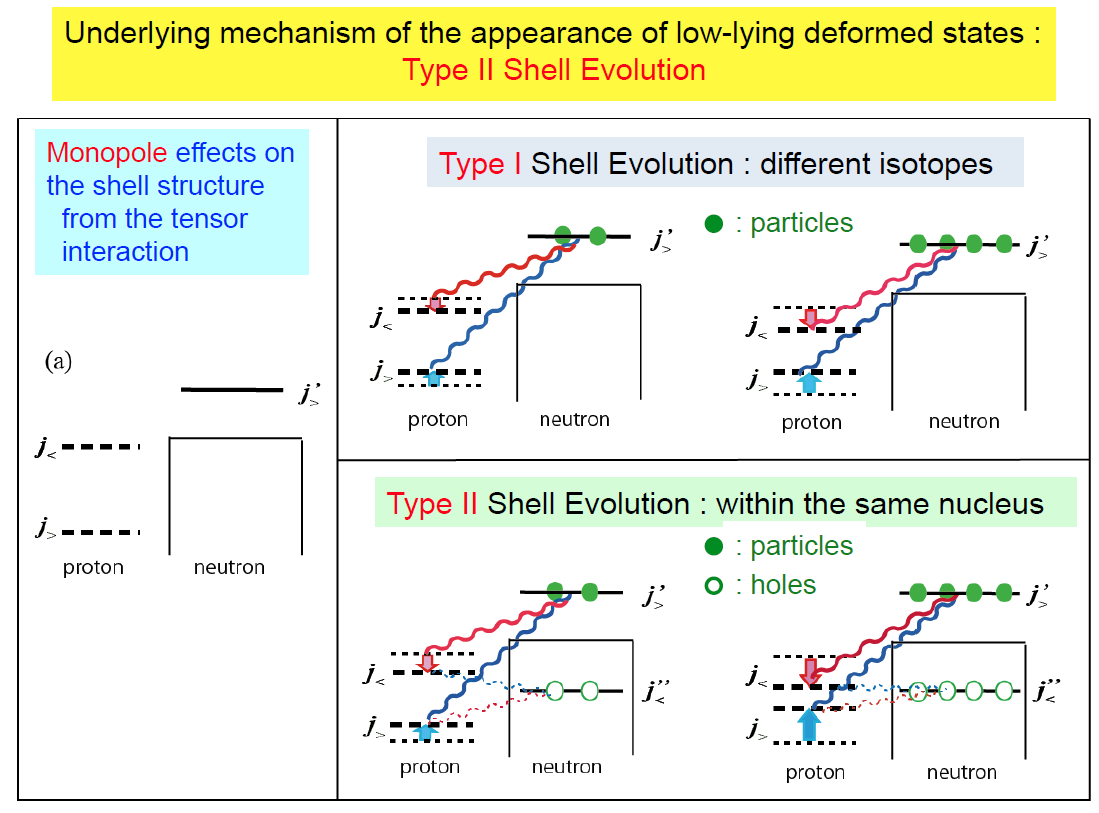 Underlying mechanism of the appearance of low-lying deformed states :
Type II Shell Evolution
Monopole effects on
the shell structure
from the tensor
interaction
(a)
j'>
j<
j>
proton neutron
Type I Shell Evolution : different isotopes
: particles
j'>
j<
j>
proton neutron
j'>
j<
j>
proton neutron
Type II Shell Evolution : within the same nucleus
: particles
: holes
j'>
j<
j''<
j>
proton neutron
j'>
j<
j''<
j>
proton neutron